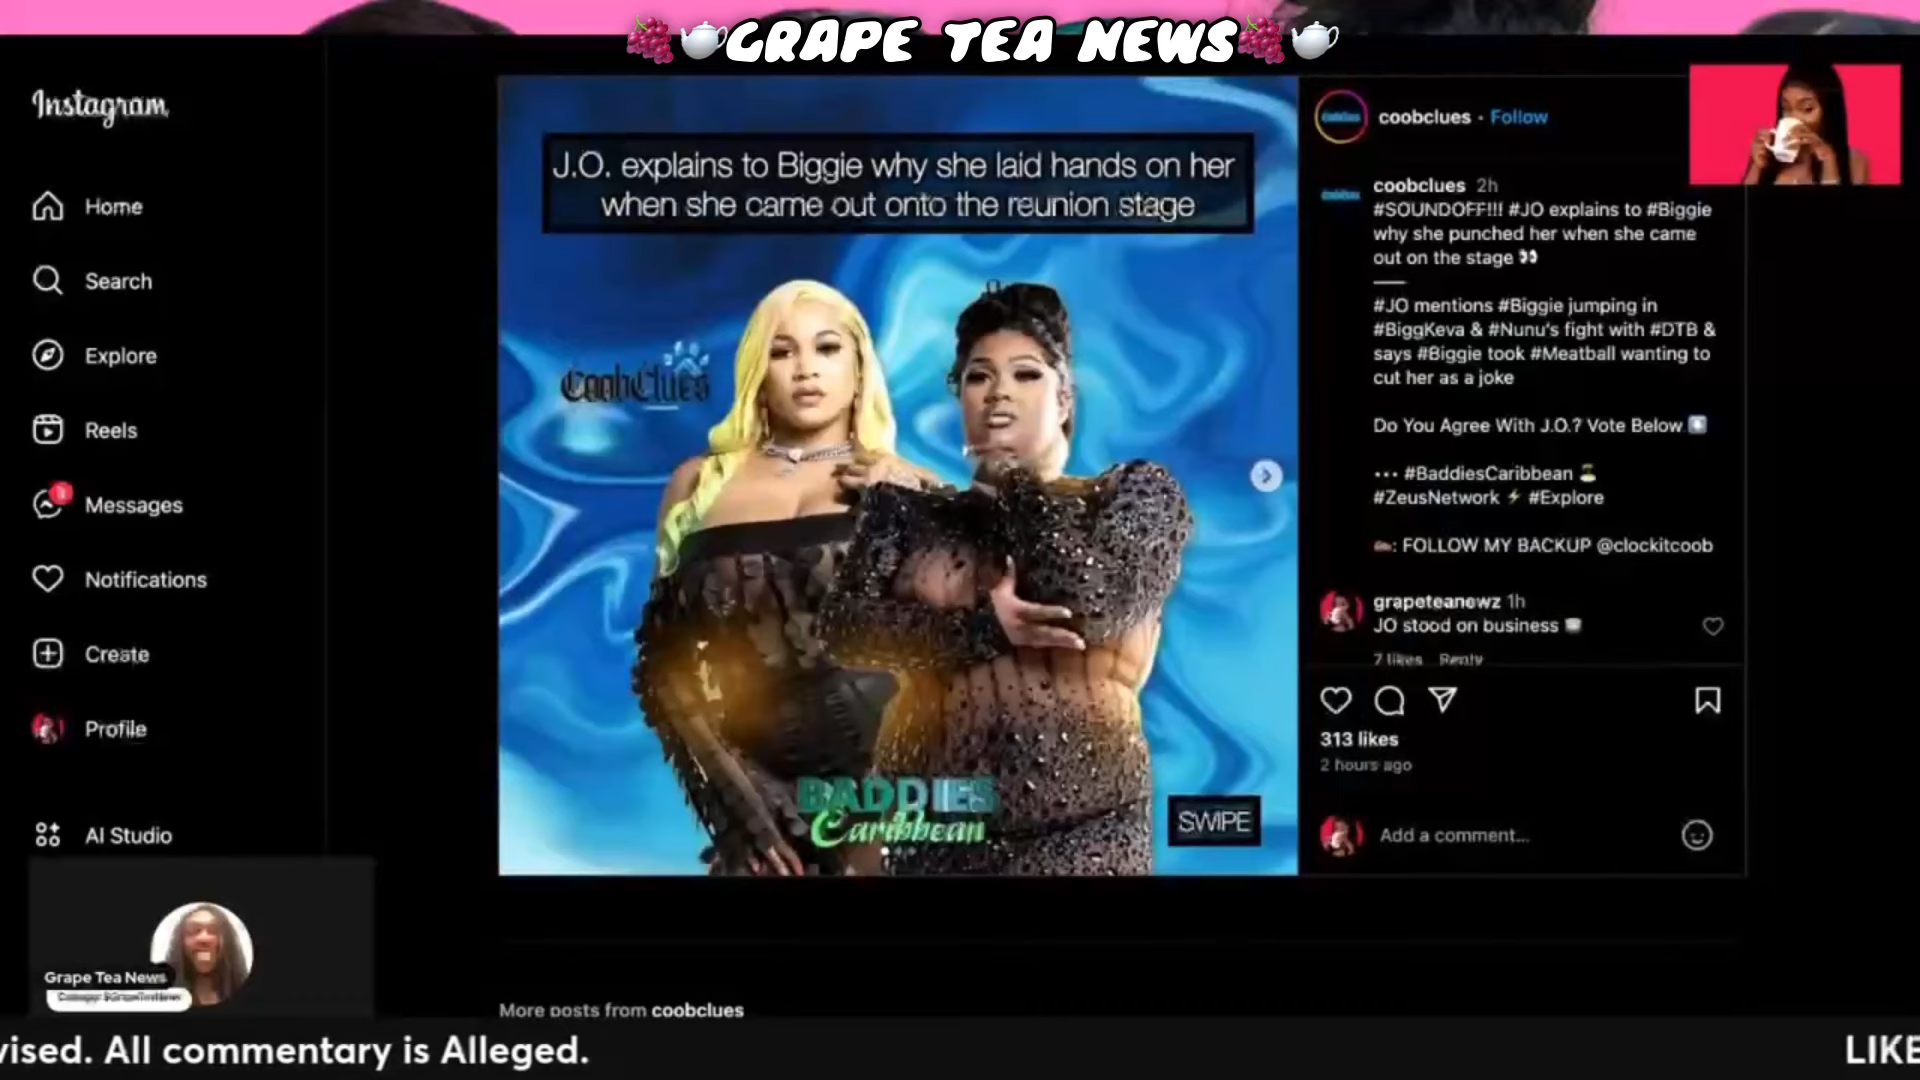 GRAPE TEA NEWS
Instagram
Home
Search
Explore
Reels
Messages
Notifications
Create
Profile
AI Studio
J.O. explains to Biggie why she laid hands on her
when she came out onto the reunion stage
CoobClues
BADDIES
Caribbean
SWIPE
coobclues · Follow
coobclues 2h
#SOUNDOFF!!! #JO explains to #Biggie
why she punched her when she came
out on the stage 👀
#JO mentions #Biggie jumping in
#BiggKeva & #Nunu's fight with #DTB &
says #Biggie took #Meatball wanting to
cut her as a joke
Do You Agree With J.O.? Vote Below
••• #BaddiesCaribbean 🏝️
#ZeusNetwork ⚡ #Explore
: FOLLOW MY BACKUP @clockitcoob
grapeteanewz 1h
JO stood on business
7 likes Reply
313 likes
2 hours ago
Add a comment...
Grape Tea News
More posts from coobclues
vised. All commentary is Alleged.
LIKE